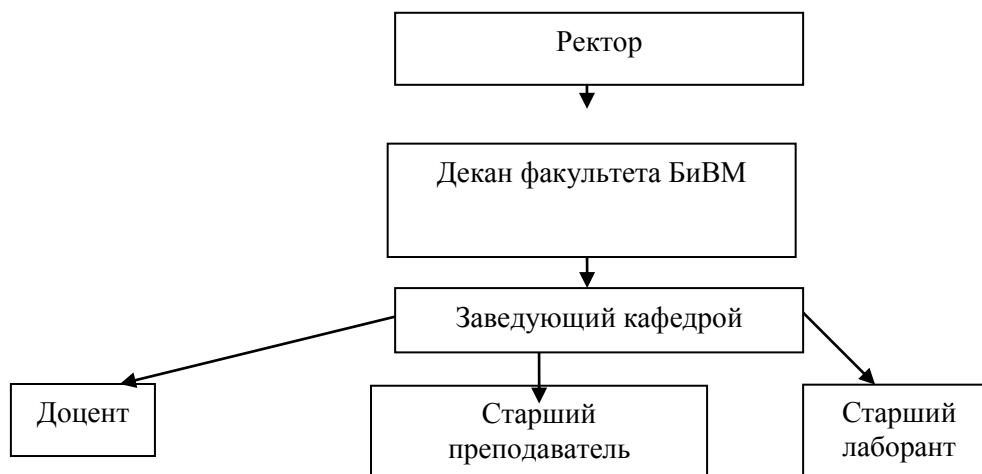 Ректор
Декан факультета БиВМ
Заведующий кафедрой
Доцент
Старший
преподаватель
Старший
лаборант